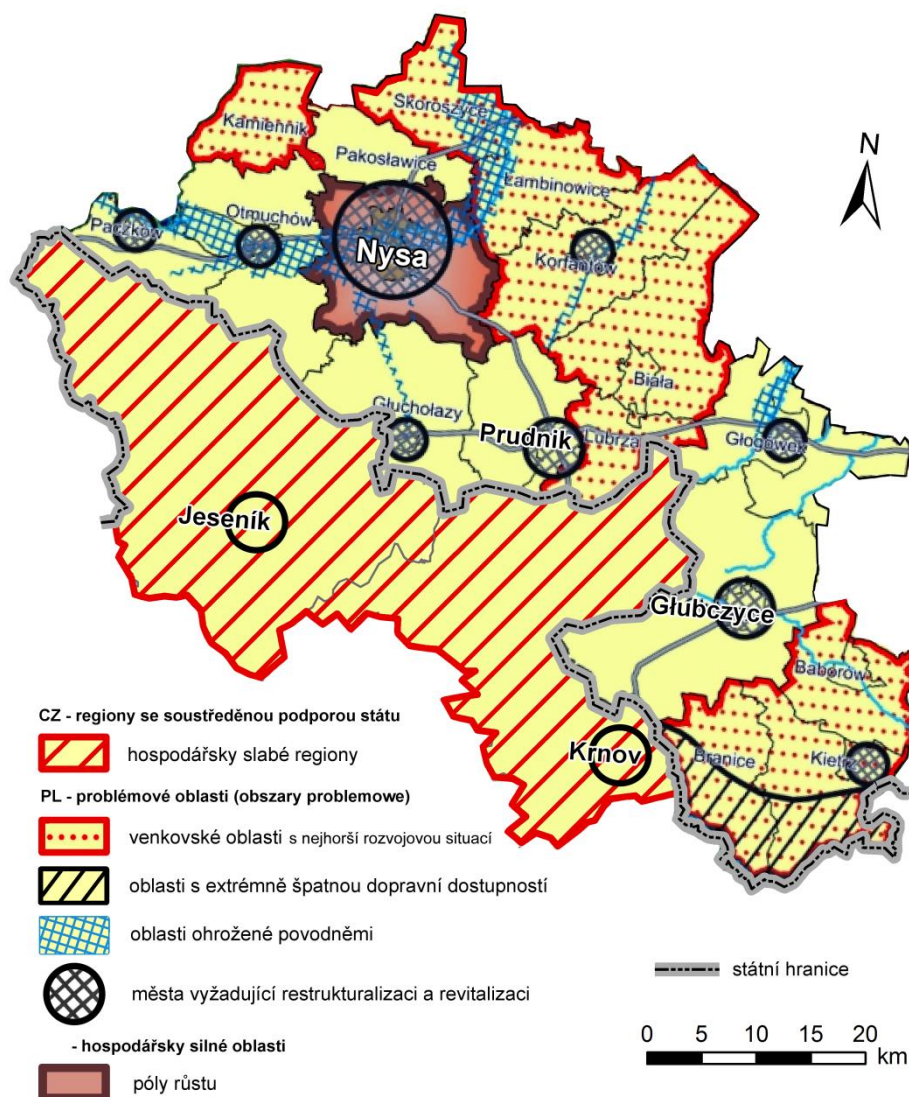 Skoroszyce
Kamiennik
N
Pakosławice
Łambinowice
Otmuchów
Paczków
Nysa
Korfantów
Biała
Głuchołazy
Prudnik
Lubrza
Głogówek
Jeseník
Głubczyce
Baborów
Krnov
Branice
Kietrz
CZ - regiony se soustředěnou podporou státu
hospodářsky slabé regiony
PL - problémové oblasti (obszary problemowe)
venkovské oblasti s nejhorší rozvojovou situací
oblasti s extrémně špatnou dopravní dostupností
oblasti ohrožené povodněmi
města vyžadující restrukturalizaci a revitalizaci
- hospodářsky silné oblasti
póly růstu
státní hranice
0 5 10 15 20
km